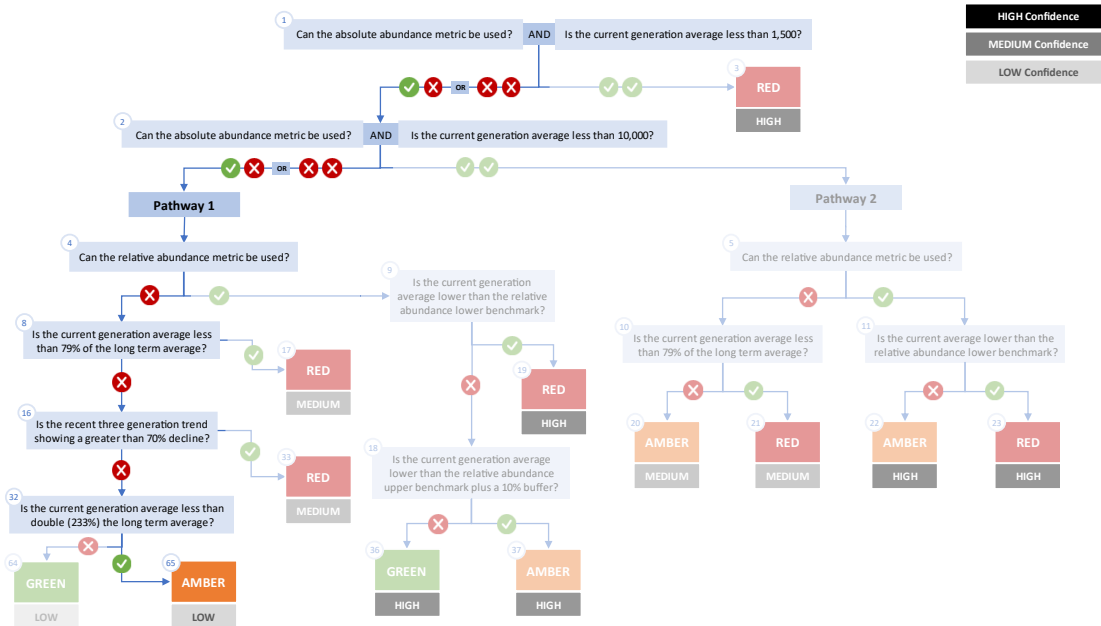 HIGH Confidence
MEDIUM Confidence
LOW Confidence
1
Can the absolute abundance metric be used? AND Is the current generation average less than 1,500?
OR
3
RED
HIGH
2
Can the absolute abundance metric be used? AND Is the current generation average less than 10,000?
OR
Pathway 1
Pathway 2
4
Can the relative abundance metric be used?
5
Can the relative abundance metric be used?
9
Is the current generation
average lower than the relative
abundance lower benchmark?
8
Is the current generation average less
than 79% of the long term average?
10
Is the current generation average less
than 79% of the long term average?
11
Is the current average lower than the
relative abundance lower benchmark?
17
RED
MEDIUM
19
RED
HIGH
16
Is the recent three generation trend
showing a greater than 70% decline?
20
AMBER
MEDIUM
21
RED
MEDIUM
22
AMBER
HIGH
23
RED
HIGH
33
RED
MEDIUM
18
Is the current generation average
lower than the relative abundance
upper benchmark plus a 10% buffer?
32
Is the current generation average less than
double (233%) the long term average?
64
GREEN
LOW
65
AMBER
LOW
36
GREEN
HIGH
37
AMBER
HIGH